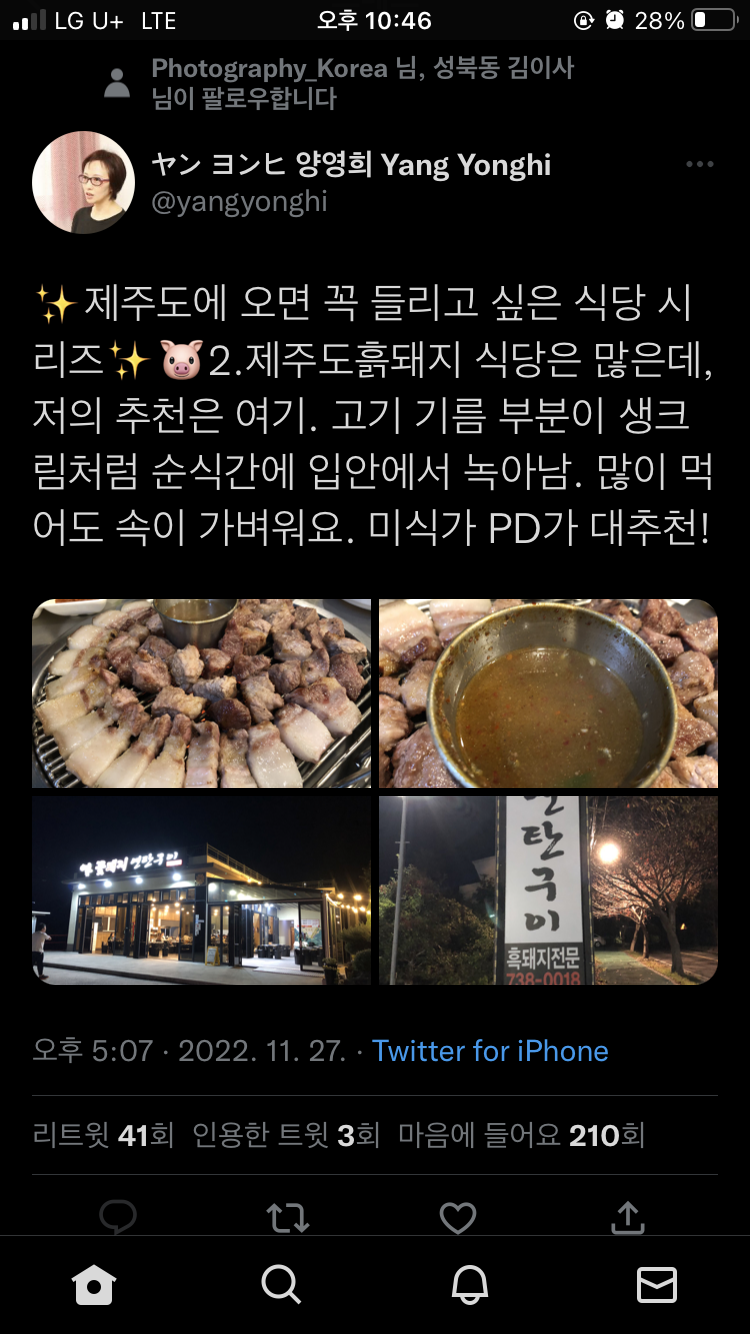 LG U+ LTE 오후 10:46 28%
Photography_Korea 님, 성북동 김이사
님이 팔로우합니다
ヤン ヨンヒ 양영희 Yang Yonghi
@yangyonghi
✨제주도에 오면 꼭 들리고 싶은 식당 시
리즈✨🐷2.제주도흙돼지 식당은 많은데,
저의 추천은 여기. 고기 기름 부분이 생크
림처럼 순식간에 입안에서 녹아남. 많이 먹
어도 속이 가벼워요. 미식가 PD가 대추천!
연탄구이
탄
구
이
흑돼지전문
738-0018
오후 5:07 · 2022. 11. 27. · Twitter for iPhone
리트윗 41회 인용한 트윗 3회 마음에 들어요 210회